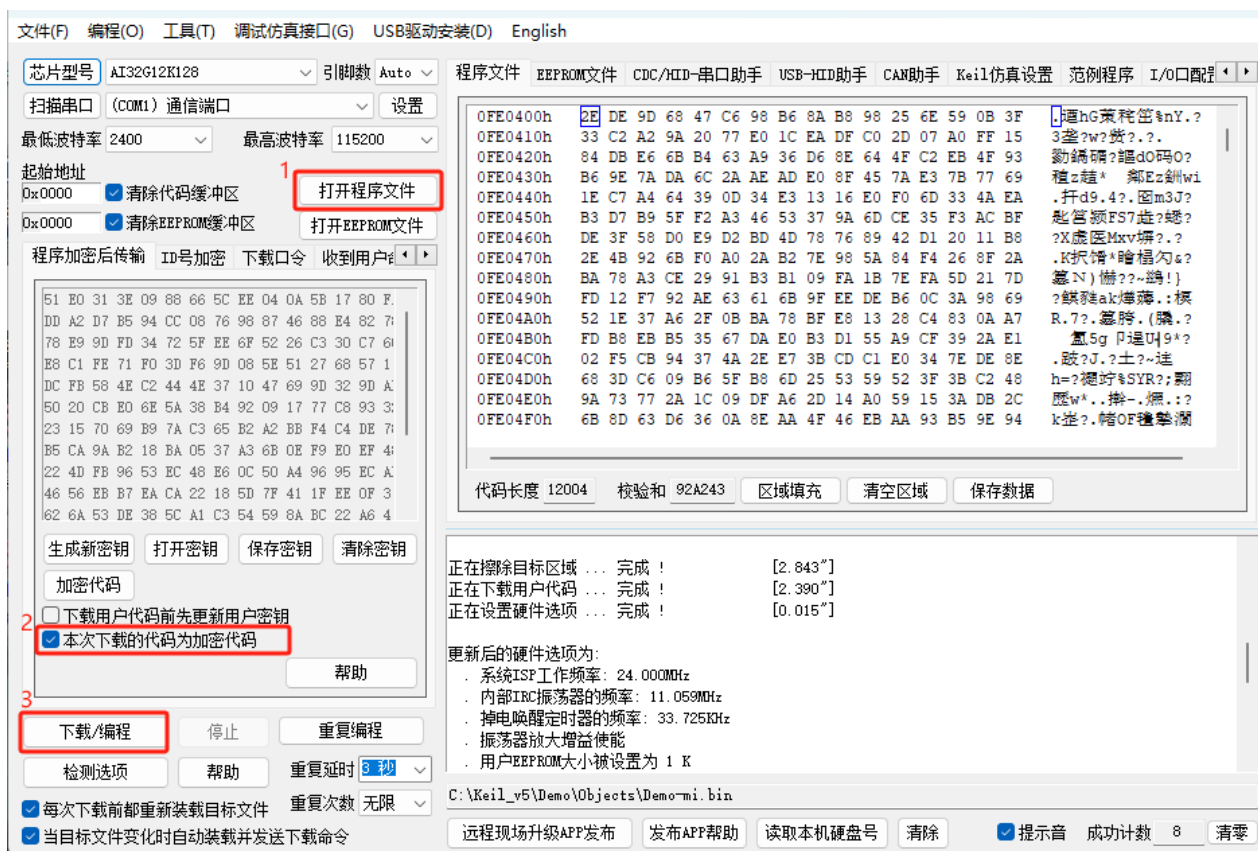 文件(F) 编程(O) 工具(T) 调试仿真接口(G) USB驱动安装(D) English
芯片型号 AI32G12K128 引脚数 Auto
扫描串口 (COM1) 通信端口 设置
最低波特率 2400 最高波特率 115200
起始地址
1
0x0000 清除代码缓冲区 打开程序文件
0x0000 清除EEPROM缓冲区 打开EEPROM文件
程序加密后传输 ID号加密 下载口令 收到用户
51 E0 31 3E 09 88 66 5C EE 04 0A 5B 17 80 F
DD A2 D7 B5 94 CC 08 76 98 87 46 88 E4 82 7
78 E9 9D FD 34 72 5F EE 6F 52 26 C3 30 C7 6
E8 C1 FE 71 F0 3D F6 9D 08 5E 51 27 68 57 1
DC FB 58 4E C2 44 4E 37 10 47 69 9D 32 9D A
50 20 CB E0 6E 5A 38 B4 92 09 17 77 C8 93 3
23 15 70 69 B9 7A C3 65 B2 A2 BB F4 C4 DE 7
B5 CA 9A B2 18 BA 05 37 A3 6B 0E F9 E0 EF 4
22 4D FB 96 53 EC 48 E6 0C 50 A4 96 95 EC A
46 56 EB B7 EA CA 22 18 5D 7F 41 1F EE 0F 3
62 6A 53 DE 38 5C A1 C3 54 59 8A BC 22 A6 4
生成新密钥 打开密钥 保存密钥 清除密钥
加密代码
下载用户代码前先更新用户密钥
2
本次下载的代码为加密代码
帮助
3
下载/编程 停止 重复编程
检测选项 帮助 重复延时 3 秒
每次下载前都重新装载目标文件 重复次数 无限
当目标文件变化时自动装载并发送下载命令
程序文件 EEPROM文件 CDC/HID-串口助手 USB-HID助手 CAN助手 Keil仿真设置 范例程序 I/O口配
0FE0400h 2E DE 9D 68 47 C6 98 B6 8A B8 98 25 6E 59 0B 3F
0FE0410h 33 C2 A2 9A 20 77 E0 1C EA DF C0 2D 07 A0 FF 15
0FE0420h 84 DB E6 6B B4 63 A9 36 D6 8E 64 4F C2 EB 4F 93
0FE0430h B6 9E 7A DA 6C 2A AE AD E0 8F 45 7A E3 7B 77 69
0FE0440h 1E C7 A4 64 39 0D 34 E3 13 16 E0 F0 6D 33 4A EA
0FE0450h B3 D7 B9 5F F2 A3 46 53 37 9A 6D CE 35 F3 AC BF
0FE0460h DE 3F 58 D0 E9 D2 BD 4D 78 76 89 42 D1 20 11 B8
0FE0470h 2E 4B 92 6B F0 A0 2A B2 7E 98 5A 84 F4 26 8F 2A
0FE0480h BA 78 A3 CE 29 91 B3 B1 09 FA 1B 7E FA 5D 21 7D
0FE0490h FD 12 F7 92 AE 63 61 6B 9F EE DE B6 0C 3A 98 69
0FE04A0h 52 1E 37 A6 2F 0B BA 78 BF E8 13 28 C4 83 0A A7
0FE04B0h FD B8 EB B5 35 67 DA E0 B3 D1 55 A9 CF 39 2A E1
0FE04C0h 02 F5 CB 94 37 4A 2E E7 3B CD C1 E0 34 7E DE 8E
0FE04D0h 68 3D C6 09 B6 5F B8 6D 25 53 59 52 3F 3B C2 48
0FE04E0h 9A 73 77 2A 1C 09 DF A6 2D 14 A0 59 15 3A DB 2C
0FE04F0h 6B 8D 63 D6 36 0A 8E AA 4F 46 EB AA 93 B5 9E 94
代码长度 12004 校验和 92A243 区域填充 清空区域 保存数据
正在擦除目标区域 ... 完成 ! [2.843"]
正在下载用户代码 ... 完成 ! [2.390"]
正在设置硬件选项 ... 完成 ! [0.015"]
更新后的硬件选项为:
. 系统ISP工作频率: 24.000MHz
. 内部IRC振荡器的频率: 11.059MHz
. 掉电唤醒定时器的频率: 33.725KHz
. 振荡器放大增益使能
. 用户EEPROM大小被设置为 1 K
C:\Keil_v5\Demo\Objects\Demo-mi.bin
远程现场升级APP发布 发布APP帮助 读取本机硬盘号 清除 提示音 成功计数 8 清零